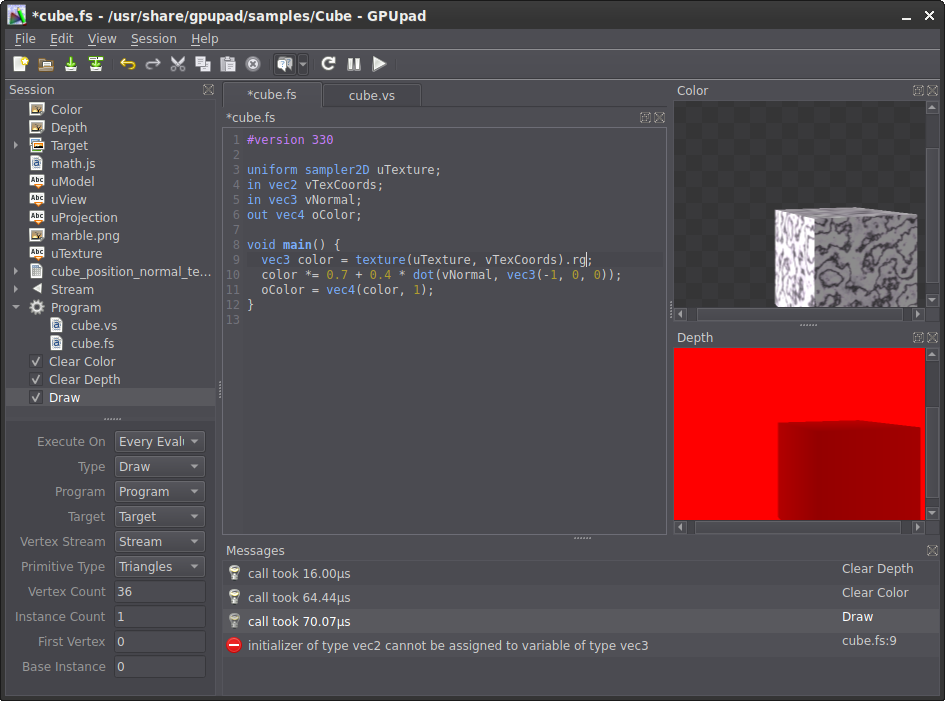 *cube.fs - /usr/share/gpupad/samples/Cube - GPUpad
File Edit View Session Help
Session
Color
Depth
Target
math.js
Abc uModel
Abc uView
Abc uProjection
marble.png
Abc uTexture
cube_position_normal_te...
Stream
Program
cube.vs
cube.fs
Clear Color
Clear Depth
Draw
Execute On Every Eval
Type Draw
Program Program
Target Target
Vertex Stream Stream
Primitive Type Triangles
Vertex Count 36
Instance Count 1
First Vertex 0
Base Instance 0
*cube.fs cube.vs
*cube.fs
1 #version 330
2
3 uniform sampler2D uTexture;
4 in vec2 vTexCoords;
5 in vec3 vNormal;
6 out vec4 oColor;
7
8 void main() {
9 vec3 color = texture(uTexture, vTexCoords).rg;
10 color *= 0.7 + 0.4 * dot(vNormal, vec3(-1, 0, 0));
11 oColor = vec4(color, 1);
12 }
13
Color
Depth
Messages
call took 16.00µs Clear Depth
call took 64.44µs Clear Color
call took 70.07µs Draw
initializer of type vec2 cannot be assigned to variable of type vec3 cube.fs:9